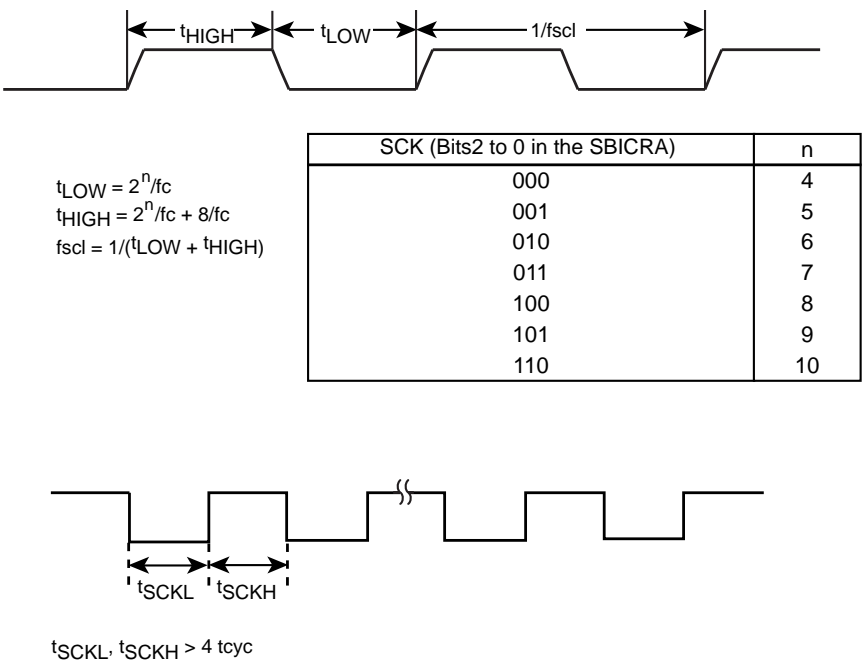 tHIGH tLOW 1/fscl
SCK (Bits2 to 0 in the SBICRA) n
000 4
001 5
010 6
011 7
100 8
101 9
110 10
tLOW = 2^n/fc
tHIGH = 2^n/fc + 8/fc
fscl = 1/(tLOW + tHIGH)
tSCKL tSCKH
tSCKL, tSCKH > 4 tcyc